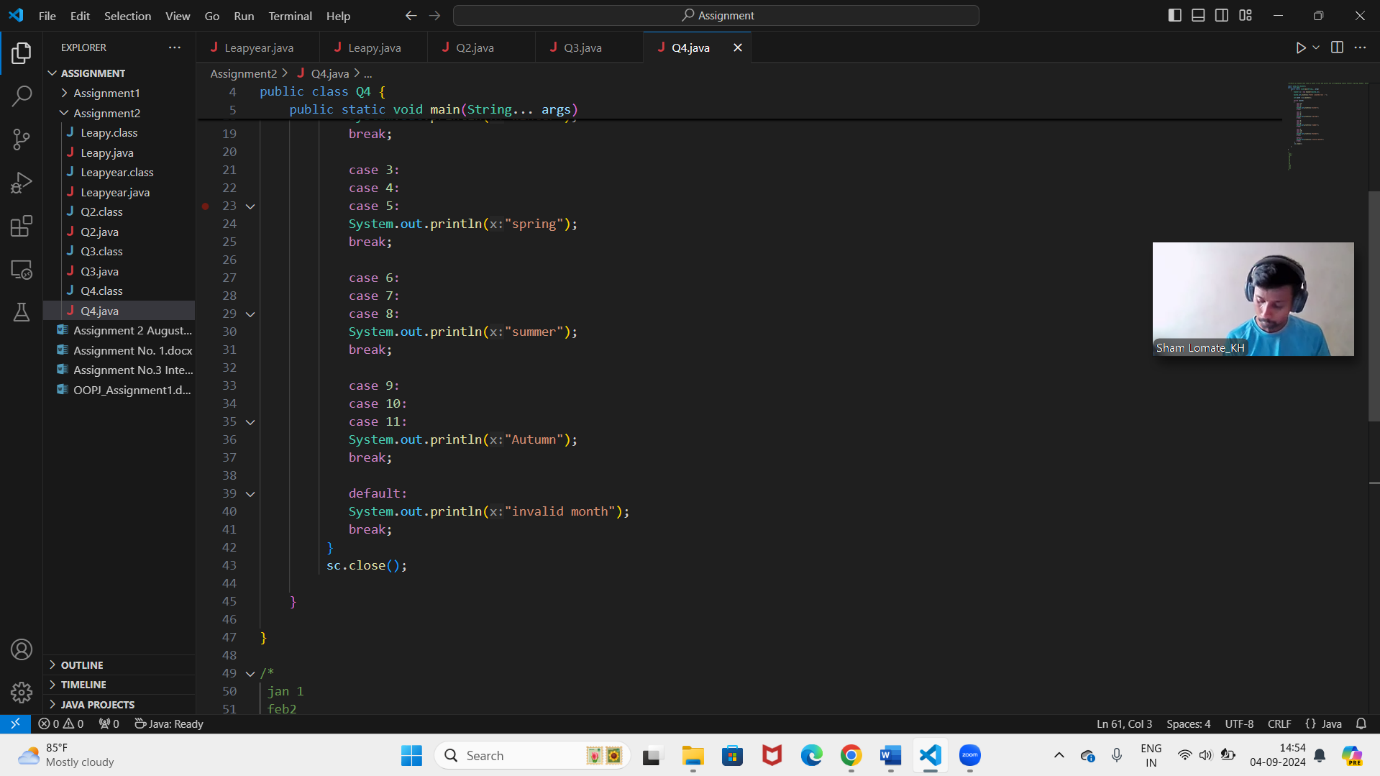 File Edit Selection View Go Run Terminal Help
Assignment
EXPLORER
Leapyear.java
Leapy.java
Q2.java
Q3.java
Q4.java
ASSIGNMENT
Assignment1
Assignment2
Leapy.class
Leapy.java
Leapyear.class
Leapyear.java
Q2.class
Q2.java
Q3.class
Q3.java
Q4.class
Q4.java
Assignment 2 August...
Assignment No. 1.docx
Assignment No.3 Inte...
OOPJ_Assignment1.d...
OUTLINE
TIMELINE
JAVA PROJECTS
Assignment2 > Q4.java > ...
4 public class Q4 {
5 public static void main(String... args)
19 break;
20
21 case 3:
22 case 4:
23 case 5:
24 System.out.println(x:"spring");
25 break;
26
27 case 6:
28 case 7:
29 case 8:
30 System.out.println(x:"summer");
31 break;
32
33 case 9:
34 case 10:
35 case 11:
36 System.out.println(x:"Autumn");
37 break;
38
39 default:
40 System.out.println(x:"invalid month");
41 break;
42 }
43 sc.close();
44
45 }
46
47 }
48
49 /*
50 jan 1
51 feb2
Sham Lomate_KH
0 0 0 Java: Ready
Ln 61, Col 3 Spaces: 4 UTF-8 CRLF {} Java
85°F
Mostly cloudy
Search
zoom
PRE
ENG
IN
14:54
04-09-2024